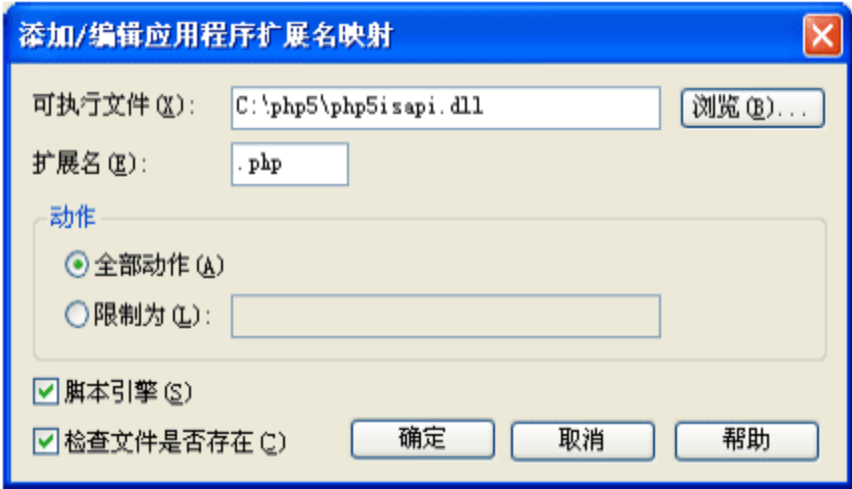 添加/编辑应用程序扩展名映射
可执行文件(X): C:\php5\php5isapi.dll 浏览(B)...
扩展名(E): .php
动作
全部动作(A)
限制为(L):
脚本引擎(S)
检查文件是否存在(C) 确定 取消 帮助